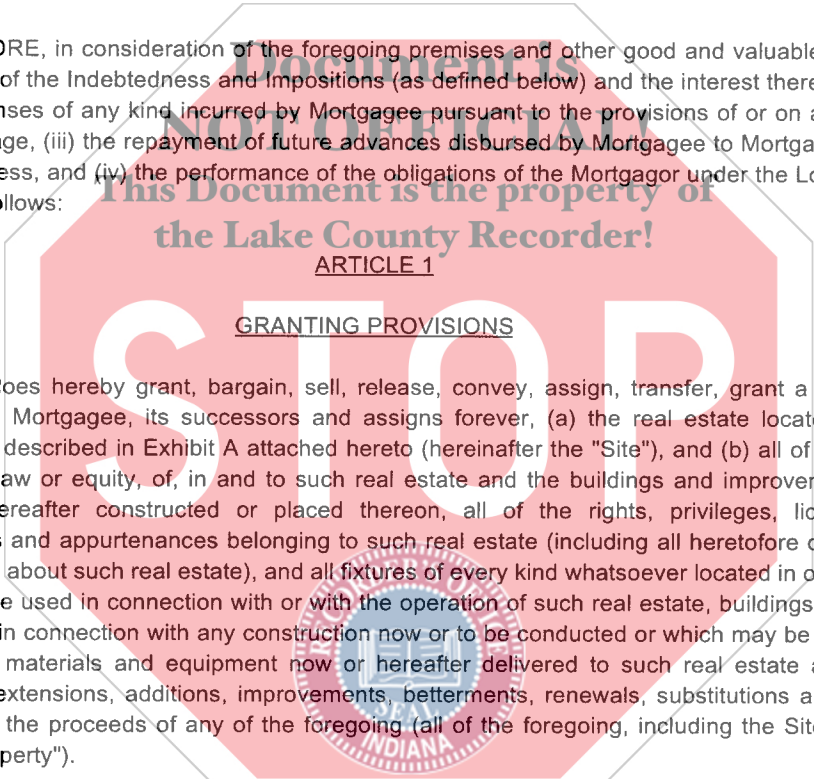 ORE, in consideration of the foregoing premises and other good and valuable
of the Indebtedness and Impositions (as defined below) and the interest there
nses of any kind incurred by Mortgagee pursuant to the provisions of or on a
ge, (iii) the repayment of future advances disbursed by Mortgagee to Mortga
ess, and (iv) the performance of the obligations of the Mortgagor under the Lo
llows:
Document is
NOT OFFICIAL
This Document is the property of
the Lake County Recorder!
ARTICLE 1
GRANTING PROVISIONS
STOP
oes hereby grant, bargain, sell, release, convey, assign, transfer, grant a
Mortgagee, its successors and assigns forever, (a) the real estate locat
described in Exhibit A attached hereto (hereinafter the "Site"), and (b) all of
aw or equity, of, in and to such real estate and the buildings and improver
ereafter constructed or placed thereon, all of the rights, privileges, lic
s and appurtenances belonging to such real estate (including all heretofore o
about such real estate), and all fixtures of every kind whatsoever located in o
e used in connection with or with the operation of such real estate, buildings
in connection with any construction now or to be conducted or which may be
materials and equipment now or hereafter delivered to such real estate a
extensions, additions, improvements, betterments, renewals, substitutions a
the proceeds of any of the foregoing (all of the foregoing, including the Site
perty").
RECORDER'S OFFICE
SEAL
INDIANA